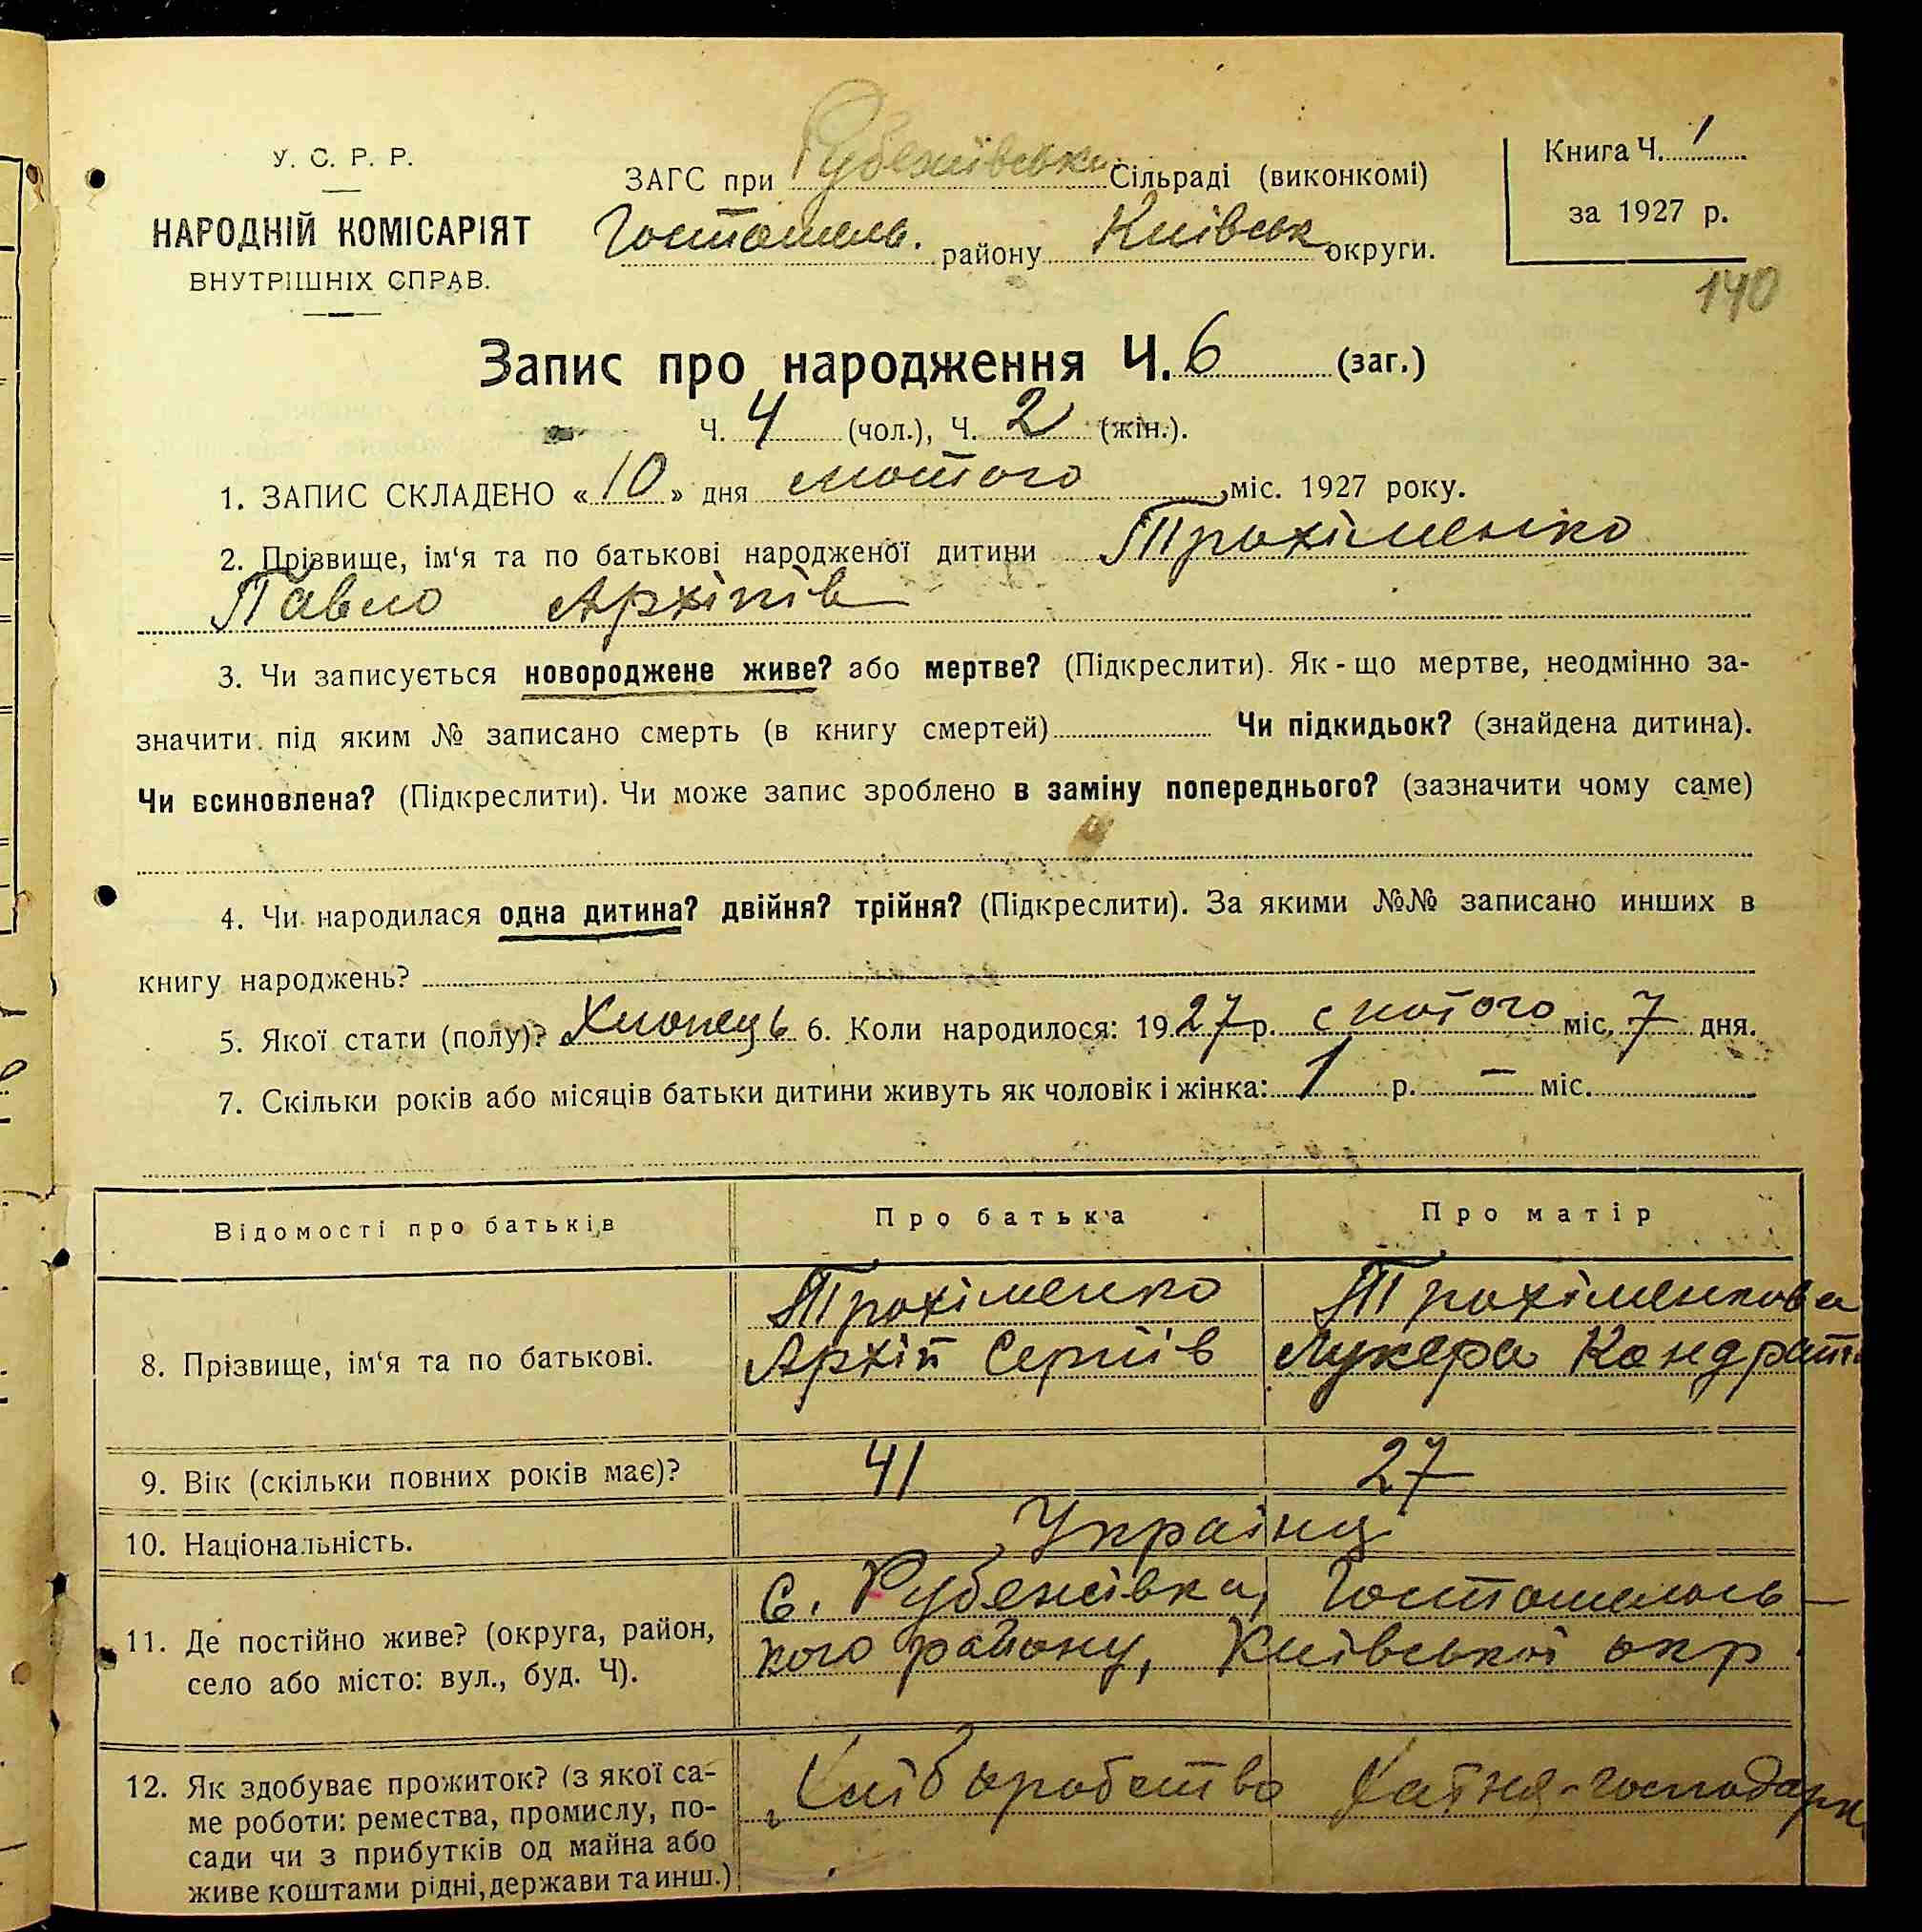 У. С. Р. Р.
НАРОДНІЙ КОМІСАРІЯТ
ВНУТРІШНІХ СПРАВ.
ЗАГС при Рубежівськ. Сільраді (виконкомі)
Гостомель. району Київськ округи.
Книга Ч. 1
за 1927 р.
140
Запис про народження Ч. 6 (заг.)
Ч. 4 (чол.), Ч. 2 (жін.).
1. ЗАПИС СКЛАДЕНО « 10 » дня лютого міс. 1927 року.
2. Прізвище, ім‘я та по батькові народженої дитини Трохіменко
Павло Архіпів
3. Чи записується новороджене живе? або мертве? (Підкреслити). Як-що мертве, неодмінно за-
значити під яким № записано смерть (в книгу смертей) Чи підкидьок? (знайдена дитина).
Чи всиновлена? (Підкреслити). Чи може запис зроблено в заміну попереднього? (зазначити чому саме)
4. Чи народилася одна дитина? двійня? трійня? (Підкреслити). За якими №№ записано инших в
книгу народжень?
5. Якої стати (полу)? Хлопець 6. Коли народилося: 1927 р. лютого міс. 7 дня.
7. Скільки років або місяців батьки дитини живуть як чоловік і жінка: 1 р. — міс.
Відомості про батьків Про батька Про матір
8. Прізвище, ім‘я та по батькові.
Трохіменко Трохіменкова
Архіп Сергіїв Лукера Кондрат
9. Вік (скільки повних років має)? 41 27
10. Національність. Українц
11. Де постійно живе? (округа, район,
село або місто: вул., буд. Ч).
с. Рубежівка, Гостомельсь-
кого району, Київської окр.
12. Як здобуває прожиток? (з якої са-
ме роботи: ремества, промислу, по-
сади чи з прибутків од майна або
живе коштами рідні, держави та инш.)
Хліборобство Хатня-господарк